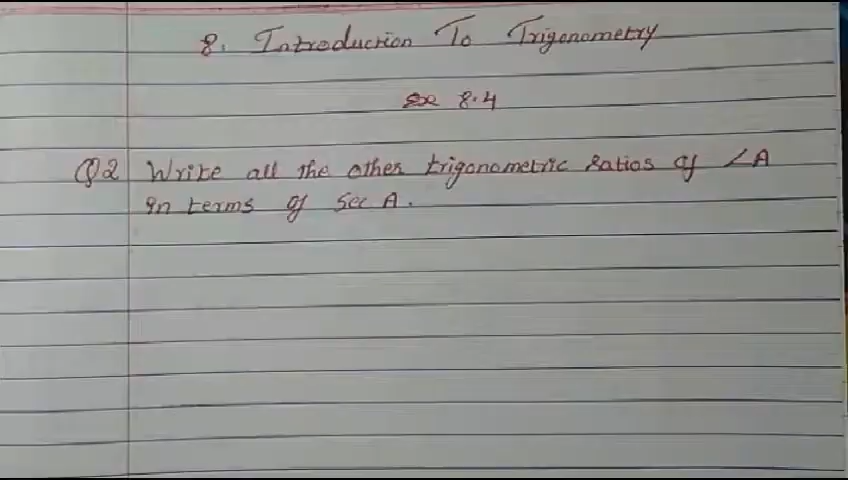 8. Introduction To Trigonometry
Ex 8.4
Q2 Write all the other trigonometric ratios of ∠A
in terms of Sec A.